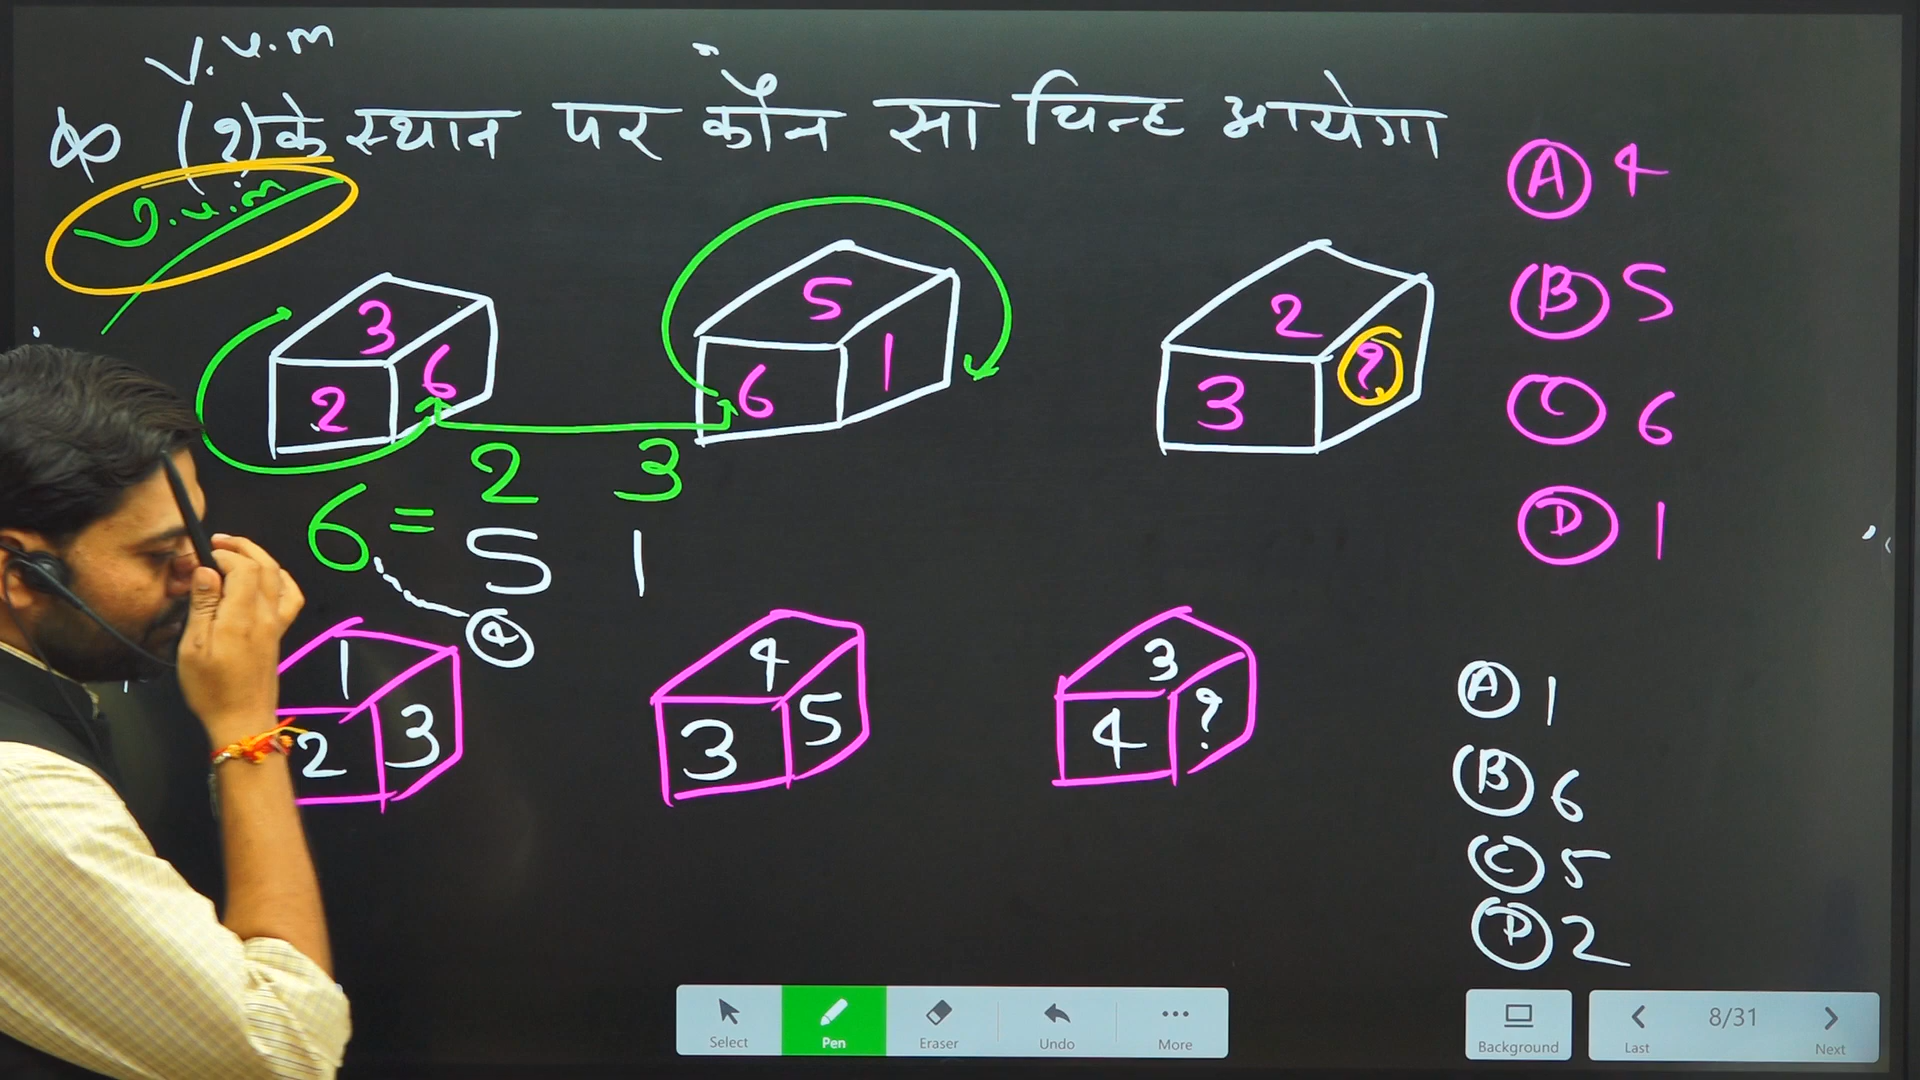 V.V.m
(?) के स्थान पर कौन सा चिन्ह आयेगा
V.V.m
3
2 6
5
6 1
2
3 ?
A 4
B 5
C 6
D 1
6 = 2 3
5 1
4
1
2 3
4
3 5
3
4 ?
A 1
B 6
C 5
D 2
Select
Pen
Eraser
Undo
More
Background
Last
8/31
Next